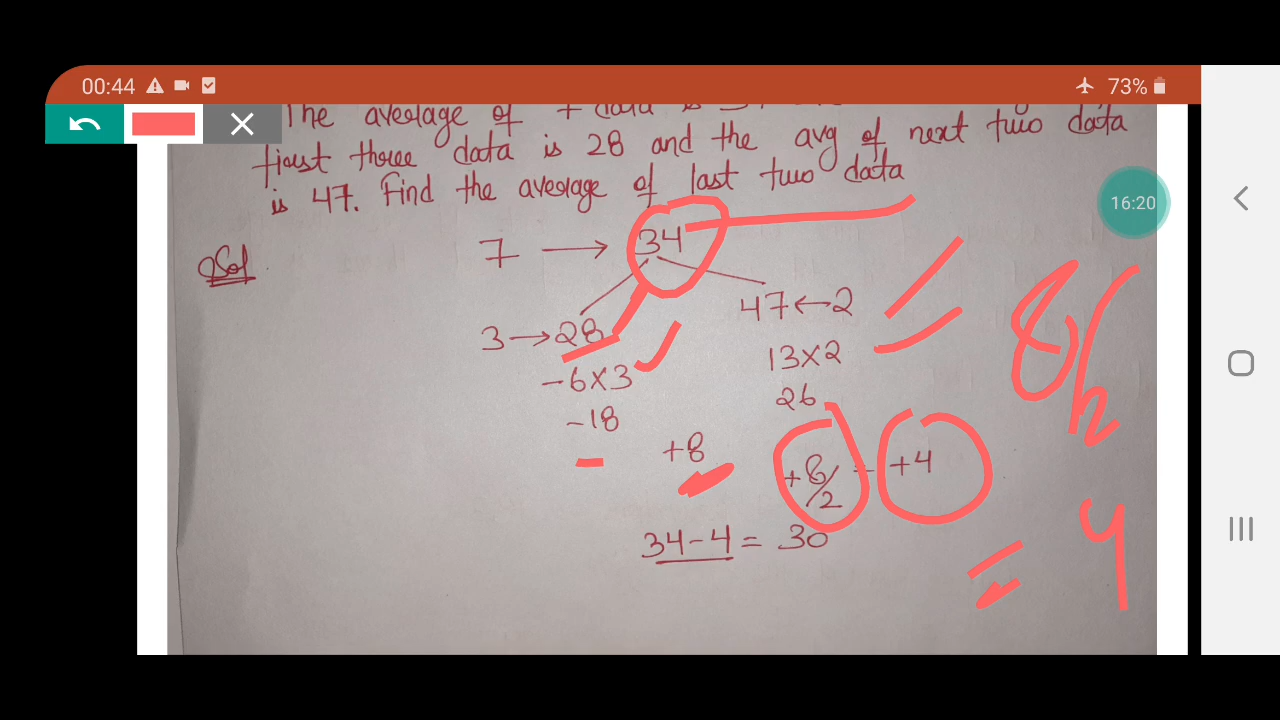 00:44 73%
The average of 7 data is 34
first three data is 28 and the avg of next two data
is 47. Find the average of last two data
16:20
Sol
7 → 34
47 ← 2
3 → 28
13×2
-6×3
26
-18
+8
+8/2 = +4
34-4 = 30
8/2
= 4